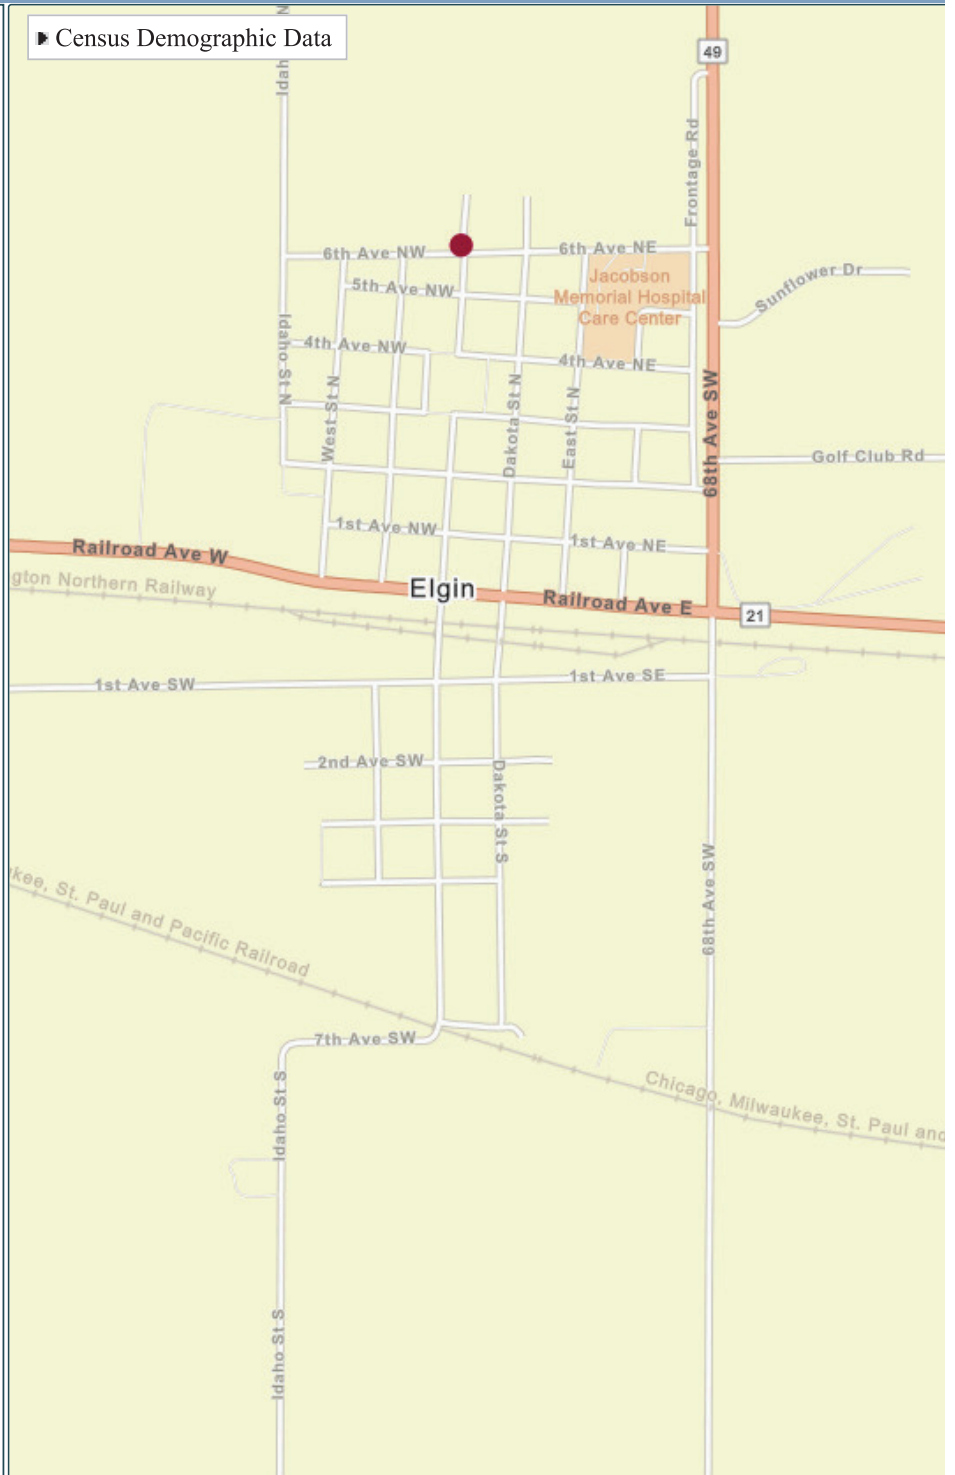 Census Demographic Data
Idah N
49
Frontage Rd
6th Ave NW
6th Ave NE
Jacobson
Memorial Hospital
Care Center
5th Ave NW
Sunflower Dr
Idaho St N
4th Ave NW
4th Ave NE
West St N
Dakota St N
East St N
68th Ave SW
Golf Club Rd
1st Ave NW
1st Ave NE
Railroad Ave W
gton Northern Railway
Elgin
Railroad Ave E
21
1st Ave SW
1st Ave SE
2nd Ave SW
Dakota St S
68th Ave SW
kee, St. Paul and Pacific Railroad
7th Ave SW
Idaho St S
Chicago, Milwaukee, St. Paul and
Idaho St S